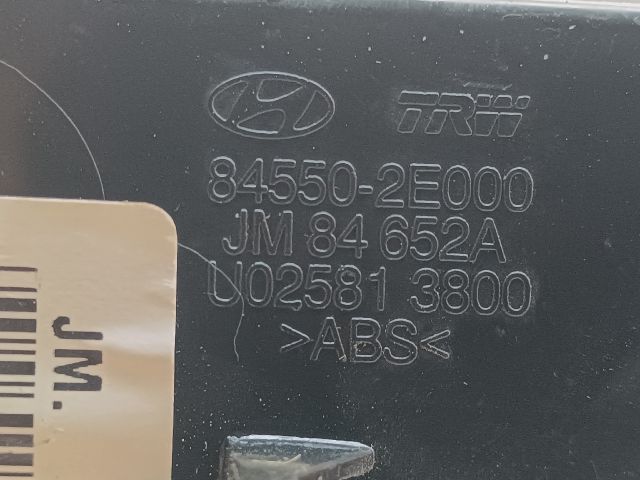 TRW
84550-2E000
JM 84 652A
U02581 3800
>ABS<
JM.